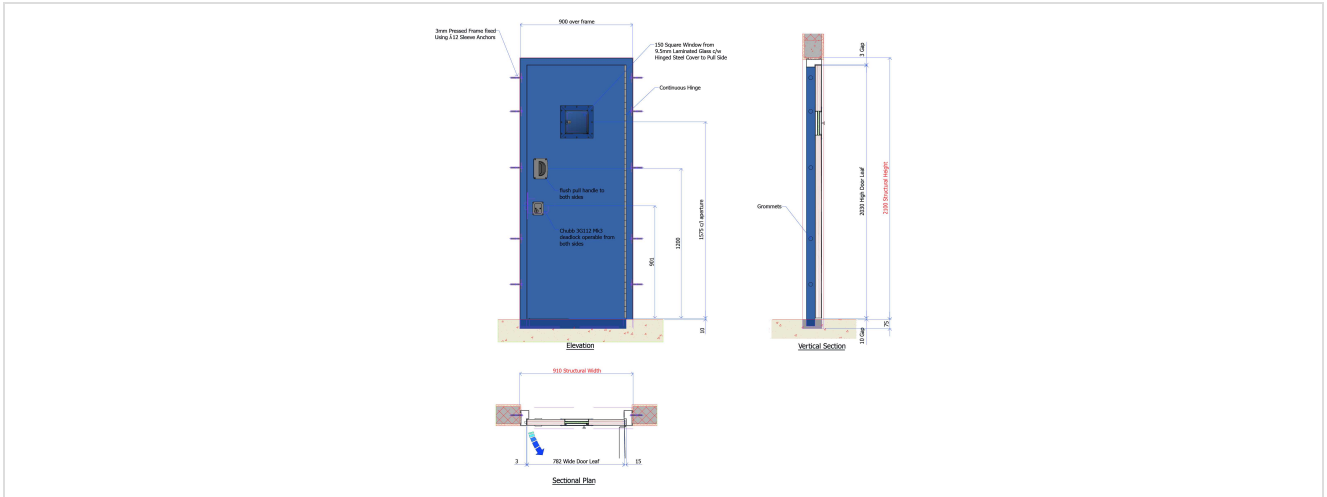 900 over frame
3mm Pressed Frame fixed
Using Å12 Sleeve Anchors
150 Square Window from
9.5mm Laminated Glass c/w
Hinged Steel Cover to Pull Side
Continuous Hinge
flush pull handle to
both sides
Chubb 3G112 Mk3
deadlock operable from
both sides
901
1200
1575 c/l aperture
10
Elevation
3 Gap
Grommets
2030 High Door Leaf
2100 Structural Height
75
10 Gap
Vertical Section
910 Structural Width
3
782 Wide Door Leaf
15
Sectional Plan